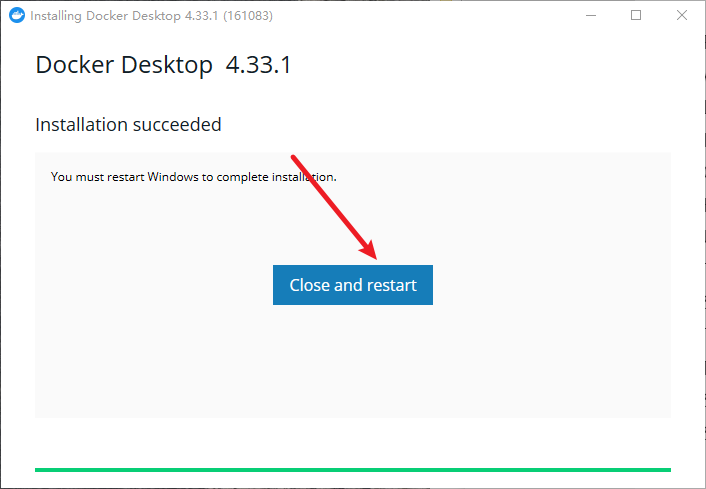 Installing Docker Desktop 4.33.1 (161083)
Docker Desktop 4.33.1
Installation succeeded
You must restart Windows to complete installation.
Close and restart